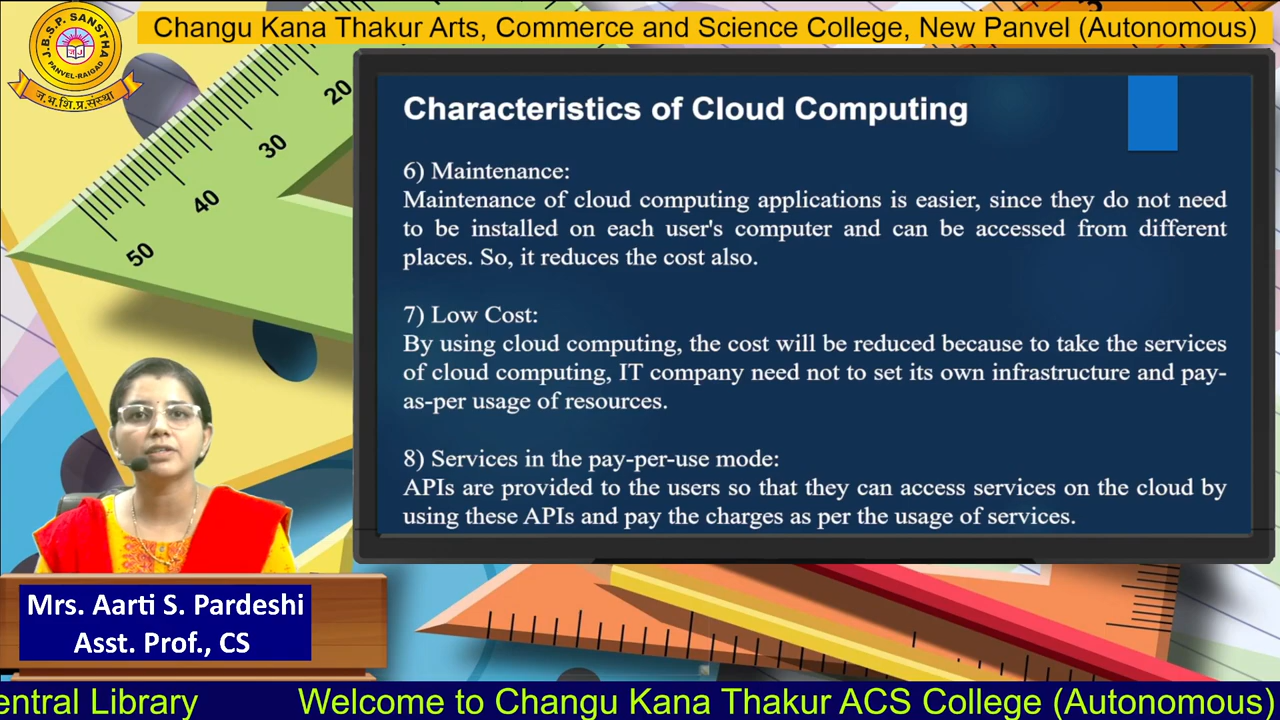 Changu Kana Thakur Arts, Commerce and Science College, New Panvel (Autonomous)
J.B.S.P. SANSTHA
PANVEL-RAIGAD
ज.भ.शि.प्र.संस्था
20
30
40
50
Characteristics of Cloud Computing
6) Maintenance:
Maintenance of cloud computing applications is easier, since they do not need
to be installed on each user's computer and can be accessed from different
places. So, it reduces the cost also.
7) Low Cost:
By using cloud computing, the cost will be reduced because to take the services
of cloud computing, IT company need not to set its own infrastructure and pay-
as-per usage of resources.
8) Services in the pay-per-use mode:
APIs are provided to the users so that they can access services on the cloud by
using these APIs and pay the charges as per the usage of services.
Mrs. Aarti S. Pardeshi
Asst. Prof., CS
entral Library Welcome to Changu Kana Thakur ACS College (Autonomous)